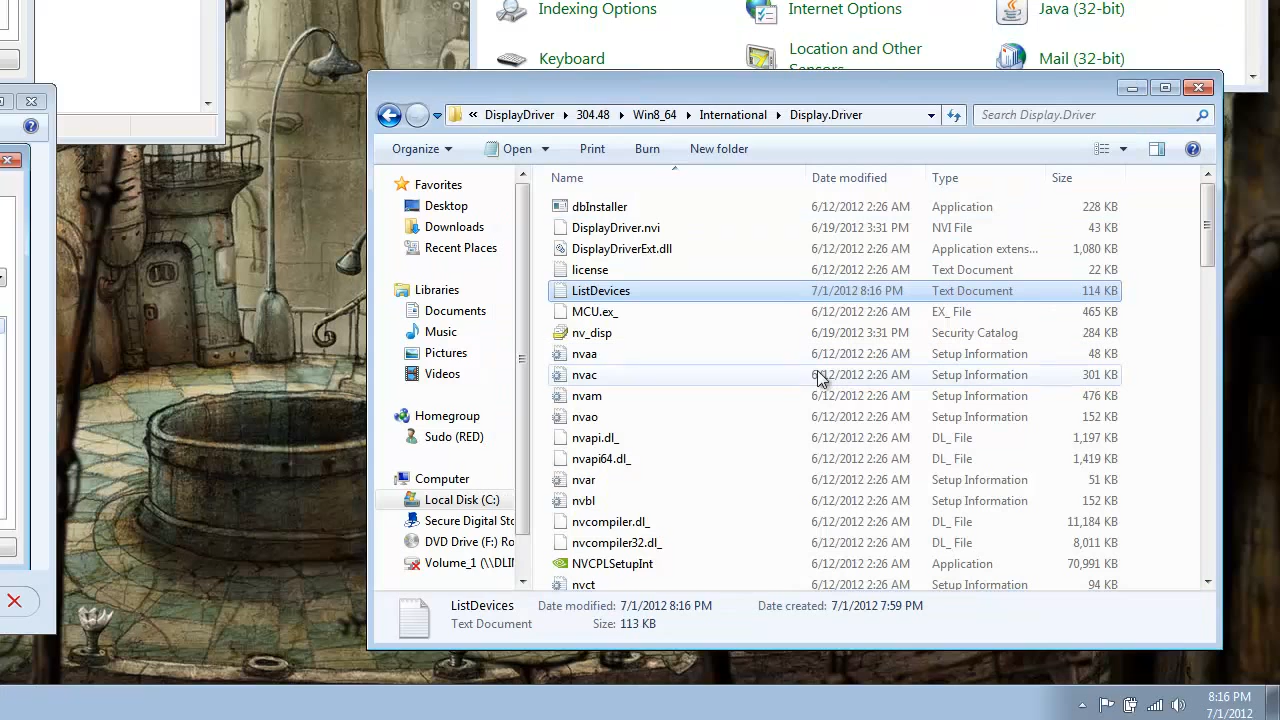 Indexing Options Internet Options Java (32-bit)
Keyboard Location and Other Mail (32-bit)
« DisplayDriver 304.48 Win8_64 International Display.Driver Search Display.Driver
Organize Open Print Burn New folder
Name Date modified Type Size
Favorites
Desktop
Downloads
Recent Places
Libraries
Documents
Music
Pictures
Videos
Homegroup
Sudo (RED)
Computer
Local Disk (C:)
Secure Digital Sto
DVD Drive (F:) Ro
Volume_1 (\\DLIN
dbInstaller 6/12/2012 2:26 AM Application 228 KB
DisplayDriver.nvi 6/19/2012 3:31 PM NVI File 43 KB
DisplayDriverExt.dll 6/12/2012 2:26 AM Application extens... 1,080 KB
license 6/12/2012 2:26 AM Text Document 22 KB
ListDevices 7/1/2012 8:16 PM Text Document 114 KB
MCU.ex_ 6/12/2012 2:26 AM EX_ File 465 KB
nv_disp 6/19/2012 3:31 PM Security Catalog 284 KB
nvaa 6/12/2012 2:26 AM Setup Information 48 KB
nvac 6/12/2012 2:26 AM Setup Information 301 KB
nvam 6/12/2012 2:26 AM Setup Information 476 KB
nvao 6/12/2012 2:26 AM Setup Information 152 KB
nvapi.dl_ 6/12/2012 2:26 AM DL_ File 1,197 KB
nvapi64.dl_ 6/12/2012 2:26 AM DL_ File 1,419 KB
nvar 6/12/2012 2:26 AM Setup Information 51 KB
nvbl 6/12/2012 2:26 AM Setup Information 152 KB
nvcompiler.dl_ 6/12/2012 2:26 AM DL_ File 11,184 KB
nvcompiler32.dl_ 6/12/2012 2:26 AM DL_ File 8,011 KB
NVCPLSetupInt 6/12/2012 2:26 AM Application 70,991 KB
nvct 6/12/2012 2:26 AM Setup Information 94 KB
ListDevices Date modified: 7/1/2012 8:16 PM Date created: 7/1/2012 7:59 PM
Text Document Size: 113 KB
8:16 PM
7/1/2012